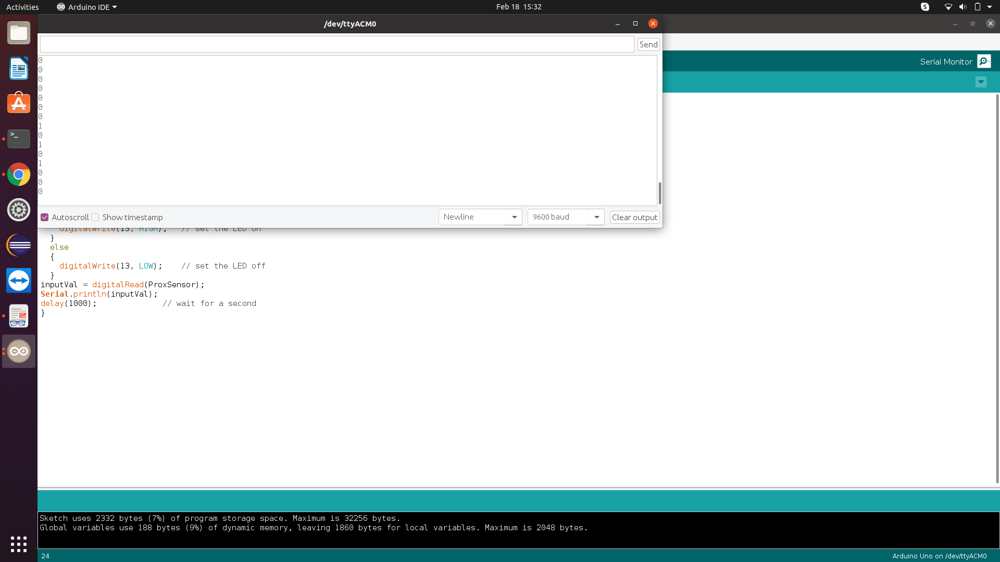 Activities
Arduino IDE
Feb 18 15:32
/dev/ttyACM0
Send
Serial Monitor
0
0
0
0
0
0
0
1
0
1
0
1
0
0
0
Autoscroll
Show timestamp
Newline
9600 baud
Clear output
digitalWrite(13, HIGH);   // set the LED on
}
else
{
digitalWrite(13, LOW);    // set the LED off
}
inputVal = digitalRead(ProxSensor);
Serial.println(inputVal);
delay(1000);              // wait for a second
}
Sketch uses 2332 bytes (7%) of program storage space. Maximum is 32256 bytes.
Global variables use 188 bytes (9%) of dynamic memory, leaving 1860 bytes for local variables. Maximum is 2048 bytes.
24
Arduino Uno on /dev/ttyACM0